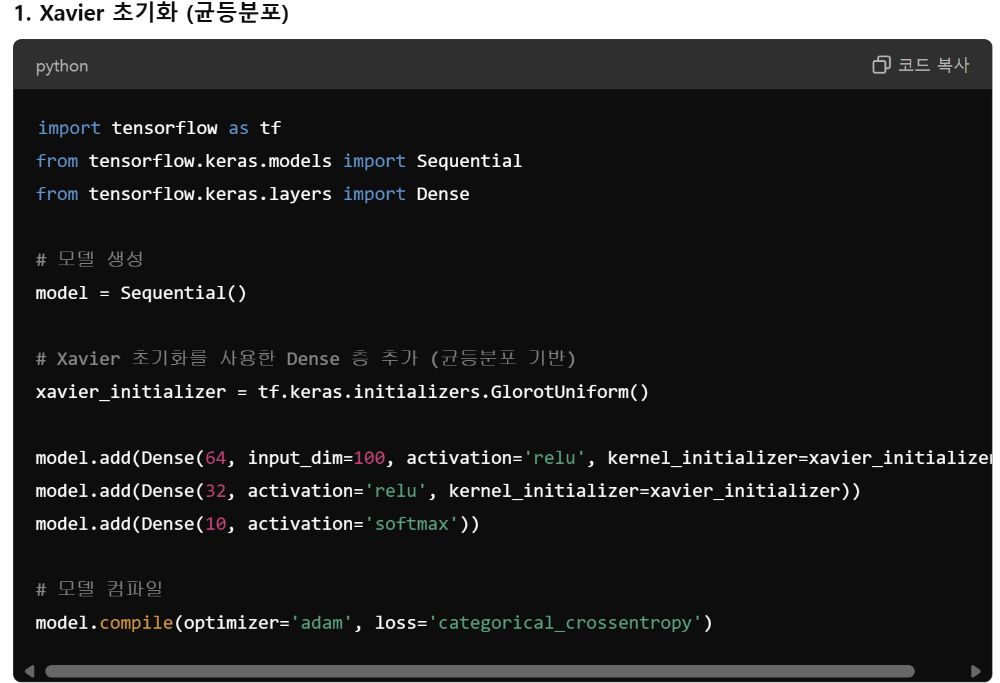 1. Xavier 초기화 (균등분포)
python
코드 복사
import tensorflow as tf
from tensorflow.keras.models import Sequential
from tensorflow.keras.layers import Dense
# 모델 생성
model = Sequential()
# Xavier 초기화를 사용한 Dense 층 추가 (균등분포 기반)
xavier_initializer = tf.keras.initializers.GlorotUniform()
model.add(Dense(64, input_dim=100, activation='relu', kernel_initializer=xavier_initializer
model.add(Dense(32, activation='relu', kernel_initializer=xavier_initializer))
model.add(Dense(10, activation='softmax'))
# 모델 컴파일
model.compile(optimizer='adam', loss='categorical_crossentropy')